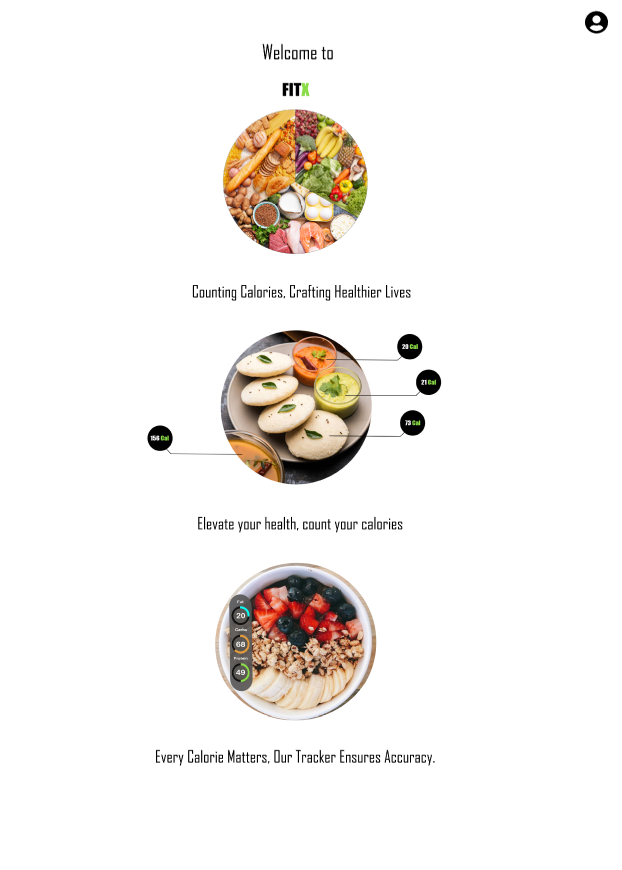 Welcome to
FITX
Counting Calories, Crafting Healthier Lives
20 Cal
21 Cal
73 Cal
156 Cal
Elevate your health, count your calories
Fat
20
Carbs
68
Protein
49
Every Calorie Matters, Our Tracker Ensures Accuracy.